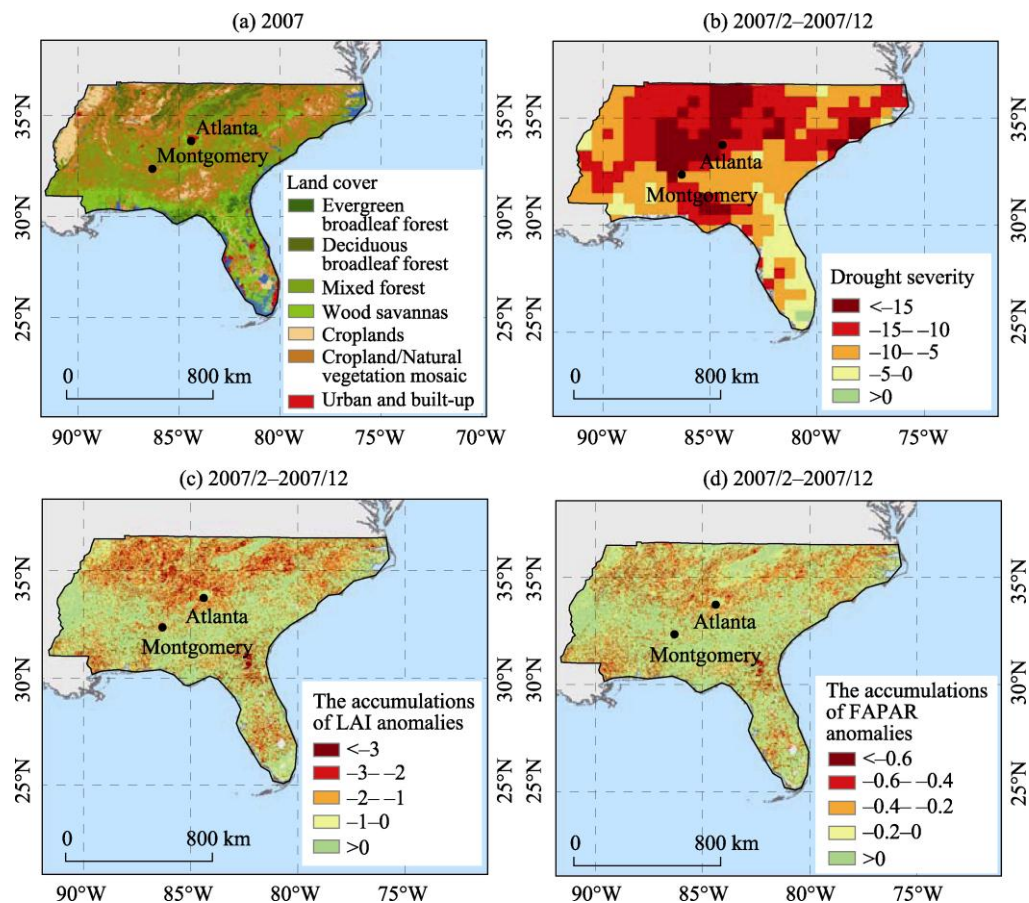 (a) 2007
35°N
30°N
25°N
Atlanta
Montgomery
Land cover
Evergreen
broadleaf forest
Deciduous
broadleaf forest
Mixed forest
Wood savannas
Croplands
Cropland/Natural
vegetation mosaic
Urban and built-up
0 800 km
90°W 85°W 80°W 75°W 70°W
(b) 2007/2–2007/12
35°N
30°N
25°N
35°N
30°N
25°N
Atlanta
Montgomery
Drought severity
<–15
–15– –10
–10– –5
–5–0
>0
0 800 km
90°W 85°W 80°W 75°W
(c) 2007/2–2007/12
35°N
30°N
25°N
Atlanta
Montgomery
The accumulations
of LAI anomalies
<–3
–3– –2
–2– –1
–1–0
>0
0 800 km
90°W 85°W 80°W 75°W
(d) 2007/2–2007/12
35°N
30°N
25°N
35°N
30°N
25°N
Atlanta
Montgomery
The accumulations
of FAPAR
anomalies
<–0.6
–0.6– –0.4
–0.4– –0.2
–0.2–0
>0
0 800 km
90°W 85°W 80°W 75°W